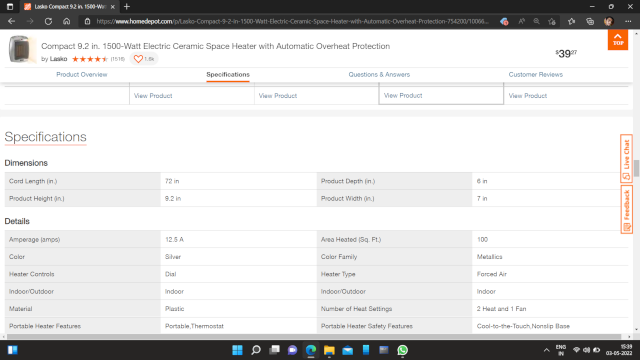 Lasko Compact 9.2 in. 1500-Watt
https://www.homedepot.com/p/Lasko-Compact-9-2-in-1500-Watt-Electric-Ceramic-Space-Heater-with-Automatic-Overheat-Protection-754200/10066...
Compact 9.2 in. 1500-Watt Electric Ceramic Space Heater with Automatic Overheat Protection
by Lasko (1518) 1.8k
$3927
TOP
Product Overview Specifications Questions & Answers Customer Reviews
View Product View Product View Product View Product
Specifications
Dimensions
Cord Length (in.) 72 in Product Depth (in.) 6 in
Product Height (in.) 9.2 in Product Width (in.) 7 in
Details
Amperage (amps) 12.5 A Area Heated (Sq. Ft.) 100
Color Silver Color Family Metallics
Heater Controls Dial Heater Type Forced Air
Indoor/Outdoor Indoor Indoor/Outdoor Indoor
Material Plastic Number of Heat Settings 2 Heat and 1 Fan
Portable Heater Features Portable,Thermostat Portable Heater Safety Features Cool-to-the-Touch,Nonslip Base
Live Chat
Feedback
ENG
IN
15:39
03-05-2022